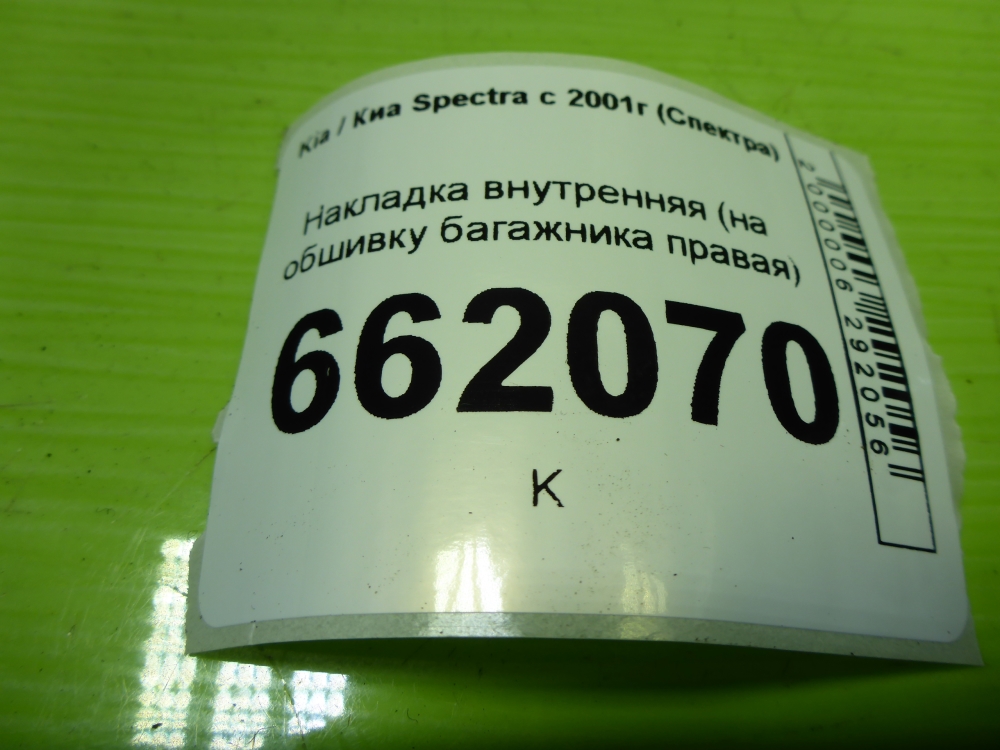 Kia / Киа Spectra с 2001г (Спектра)
Накладка внутренняя (на
обшивку багажника правая)
662070
К
2000006292056